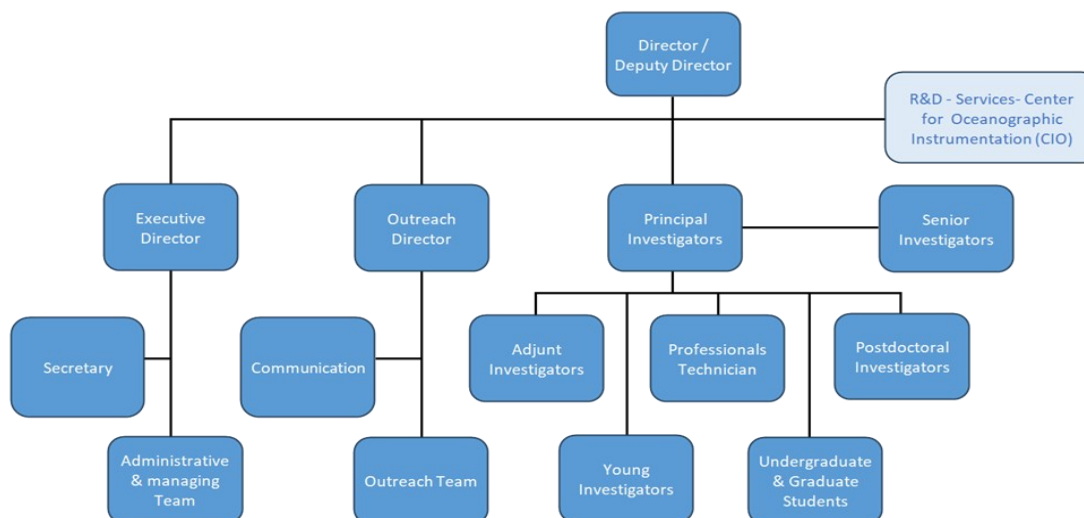 Director /
Deputy Director
R&D - Services- Center
for Oceanographic
Instrumentation (CIO)
Executive
Director
Outreach
Director
Principal
Investigators
Senior
Investigators
Secretary
Communication
Adjunt
Investigators
Professionals
Technician
Postdoctoral
Investigators
Administrative
& managing
Team
Outreach Team
Young
Investigators
Undergraduate
& Graduate
Students